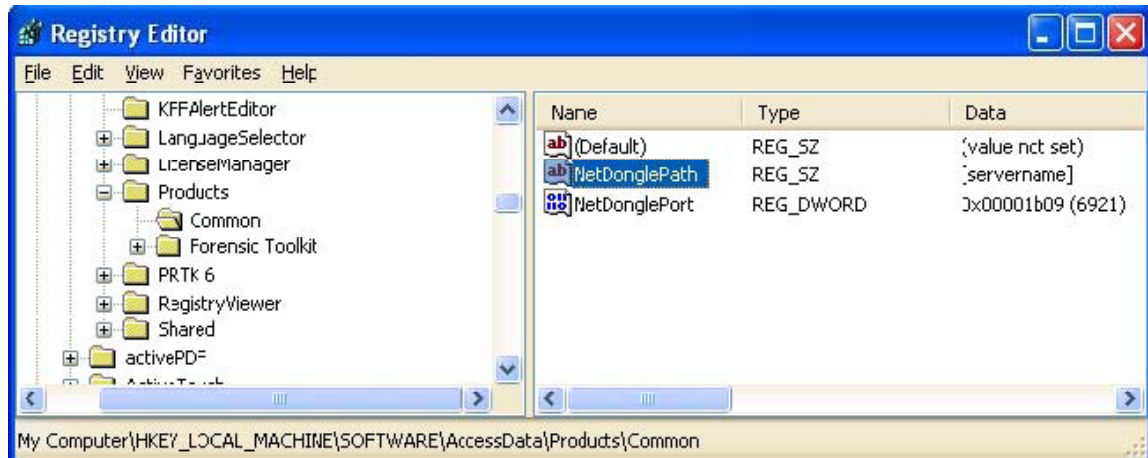 Registry Editor
File Edit View Favorites Help
KFFAlertEditor
LanguageSelector
LicenseManager
Products
Common
Forensic Toolkit
PRTK 6
RegistryViewer
Shared
activePDF
Name Type Data
(Default) REG_SZ (value not set)
NetDonglePath REG_SZ [servername]
NetDonglePort REG_DWORD 0x00001b09 (6921)
My Computer\HKEY_LOCAL_MACHINE\SOFTWARE\AccessData\Products\Common